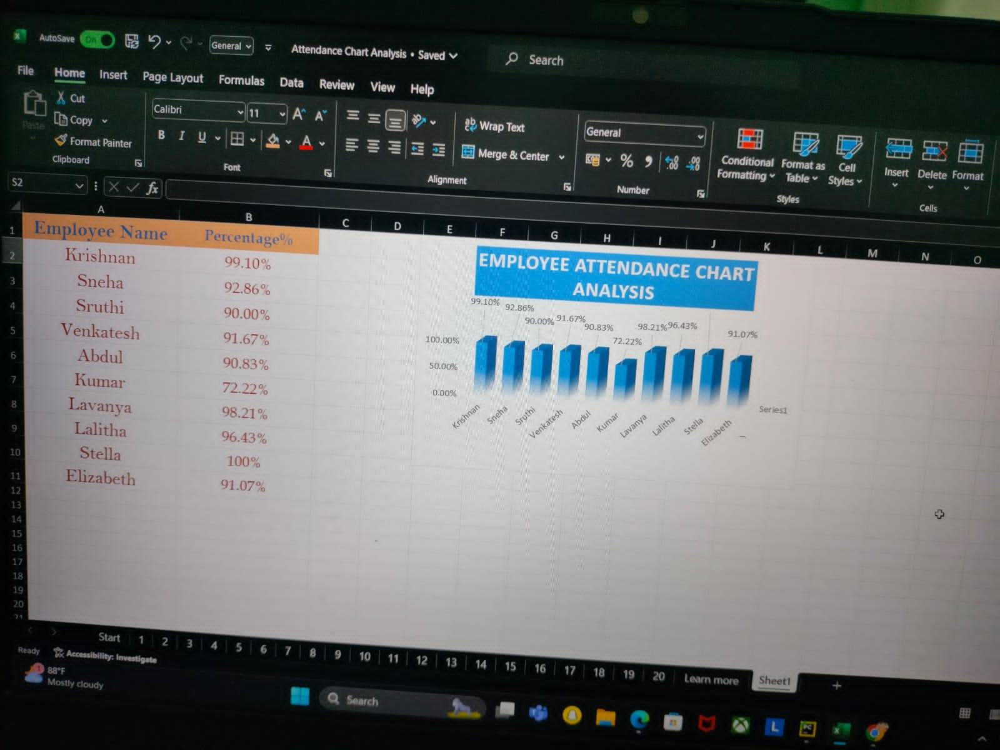 AutoSave On General Attendance Chart Analysis • Saved Search
File Home Insert Page Layout Formulas Data Review View Help
Paste
Cut
Copy
Format Painter
Clipboard
Calibri 11
B I U A
Font
Wrap Text
Merge & Center
Alignment
General
% , .00 .00
Number
Conditional Formatting
Format as Table
Cell Styles
Styles
Insert Delete Format
Cells
S2 fx
A B C D E F G H I J K L M N O
1 Employee Name Percentage%
2 Krishnan 99.10%
3 Sneha 92.86%
4 Sruthi 90.00%
5 Venkatesh 91.67%
6 Abdul 90.83%
7 Kumar 72.22%
8 Lavanya 98.21%
9 Lalitha 96.43%
10 Stella 100%
11 Elizabeth 91.07%
12
13
14
15
16
17
18
19
20
21
EMPLOYEE ATTENDANCE CHART
ANALYSIS
99.10% 92.86% 90.00% 91.67% 90.83% 72.22% 98.21% 96.43% 91.07%
100.00%
50.00%
0.00%
Krishnan Sneha Sruthi Venkatesh Abdul Kumar Lavanya Lalitha Stella Elizabeth
Series1
Start 1 2 3 4 5 6 7 8 9 10 11 12 13 14 15 16 17 18 19 20 Learn more Sheet1 +
Ready Accessibility: Investigate
1 88°F
Mostly cloudy
Search
L PC X